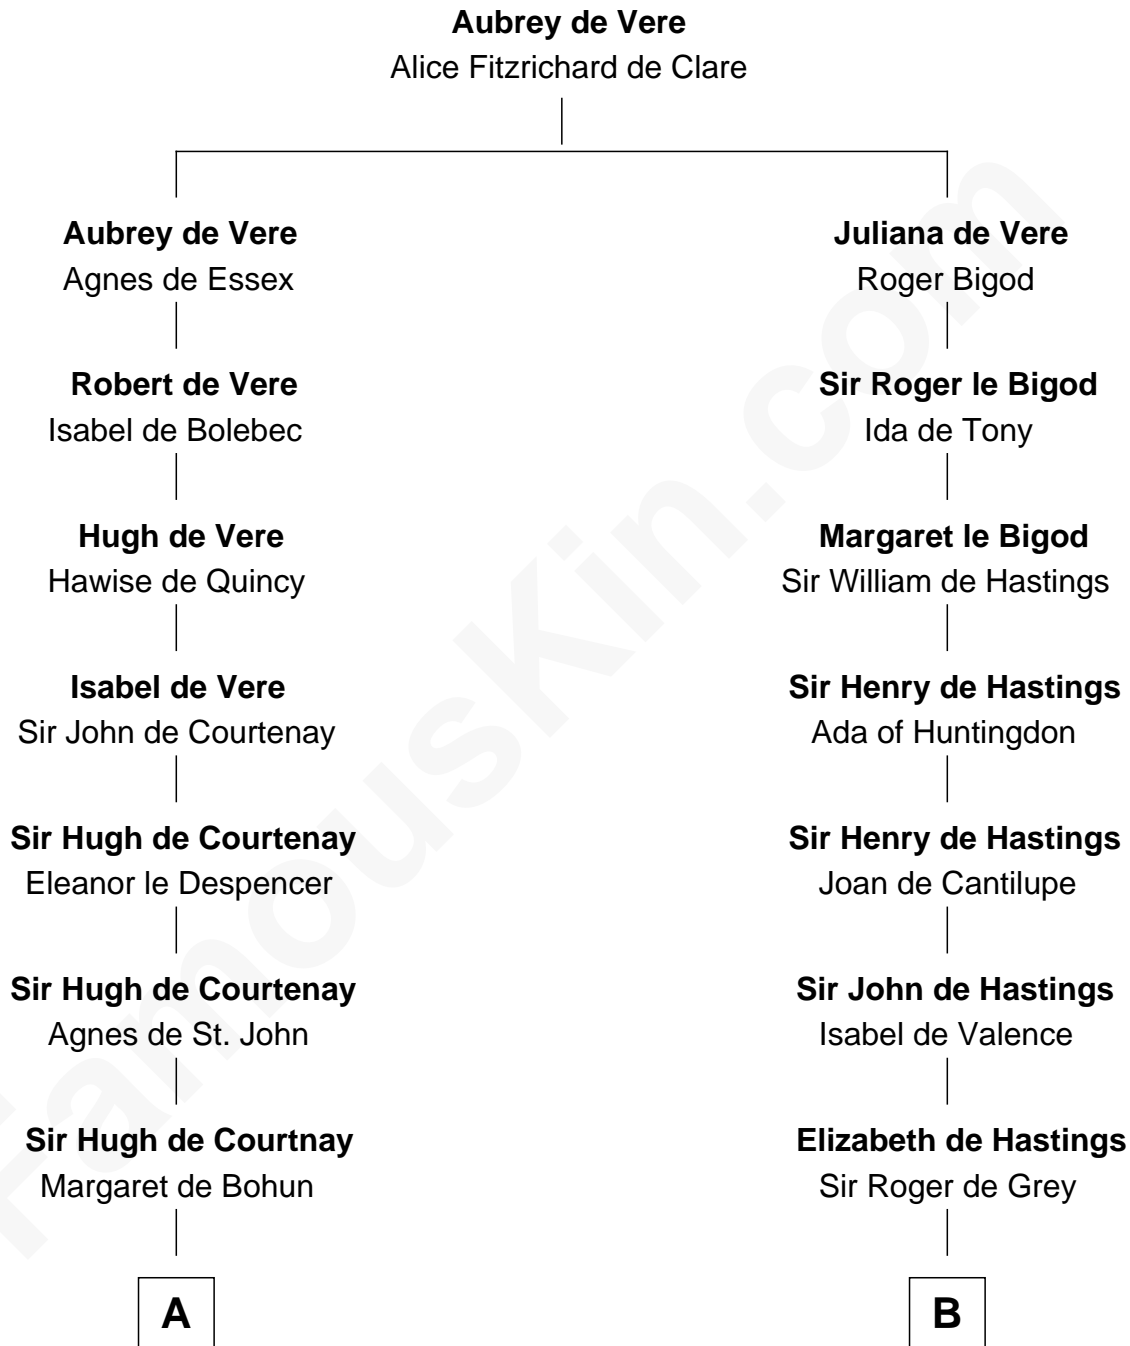 Aubrey de Vere
Alice Fitzrichard de Clare
Aubrey de Vere
Agnes de Essex
Juliana de Vere
Roger Bigod
Robert de Vere
Isabel de Bolebec
Sir Roger le Bigod
Ida de Tony
Hugh de Vere
Hawise de Quincy
Margaret le Bigod
Sir William de Hastings
Isabel de Vere
Sir John de Courtenay
Sir Henry de Hastings
Ada of Huntingdon
Sir Hugh de Courtenay
Eleanor le Despencer
Sir Henry de Hastings
Joan de Cantilupe
Sir Hugh de Courtenay
Agnes de St. John
Sir John de Hastings
Isabel de Valence
Sir Hugh de Courtnay
Margaret de Bohun
Elizabeth de Hastings
Sir Roger de Grey
A
B
FamousKin.com